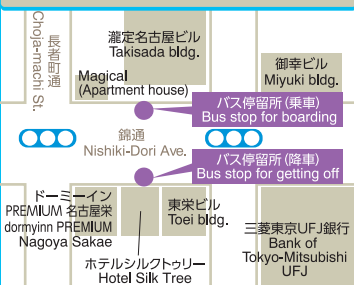 長者町通
Choja-machi St.
瀧定名古屋ビル
Takisada bldg.
Magical
(Apartment house)
御幸ビル
Miyuki bldg.
バス停留所(乗車)
Bus stop for boarding
錦通
Nishiki-Dori Ave.
バス停留所(降車)
Bus stop for getting off
ドーミーイン
PREMIUM 名古屋栄
dormyinn PREMIUM
Nagoya Sakae
東栄ビル
Toei bldg.
ホテルシルクトゥリー
Hotel Silk Tree
三菱東京UFJ銀行
Bank of
Tokyo-Mitsubishi
UFJ